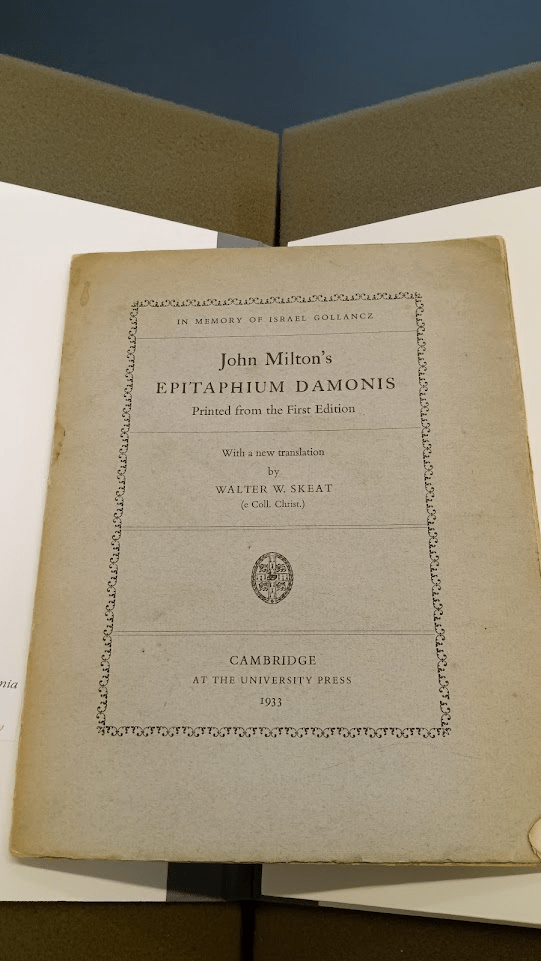 IN MEMORY OF ISRAEL GOLLANCZ
John Milton's
EPITAPHIUM DAMONIS
Printed from the First Edition
With a new translation
by
WALTER W. SKEAT
(e Coll. Christ.)
CAMBRIDGE
AT THE UNIVERSITY PRESS
1933